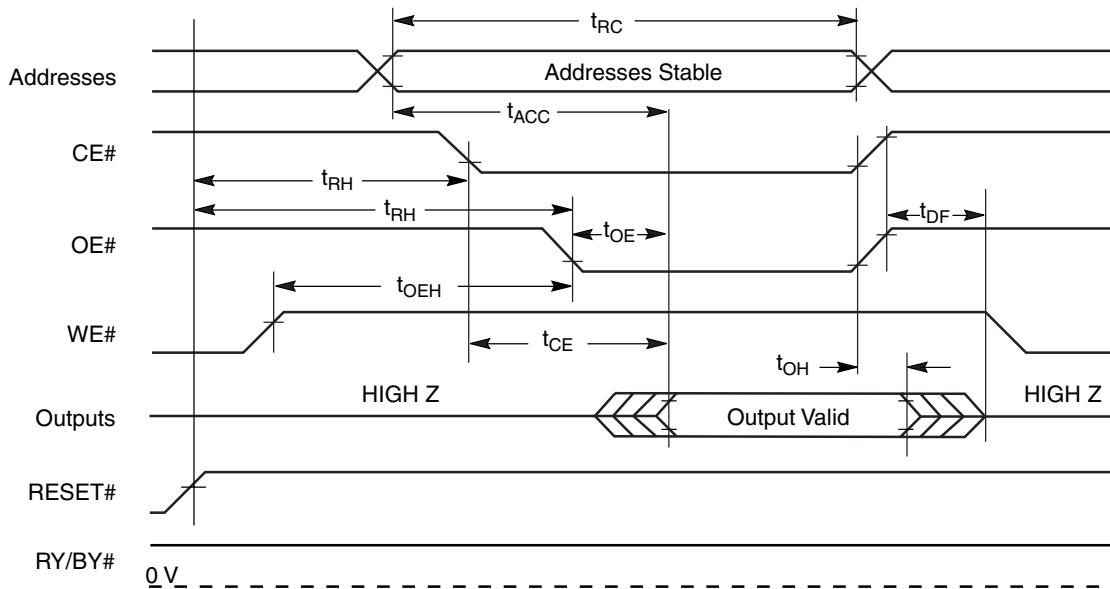 tRC
Addresses
Addresses Stable
tACC
CE#
tRH
tRH
tDF
OE#
tOE
tOEH
WE#
tCE
tOH
HIGH Z
HIGH Z
Outputs
Output Valid
RESET#
RY/BY#
0 V